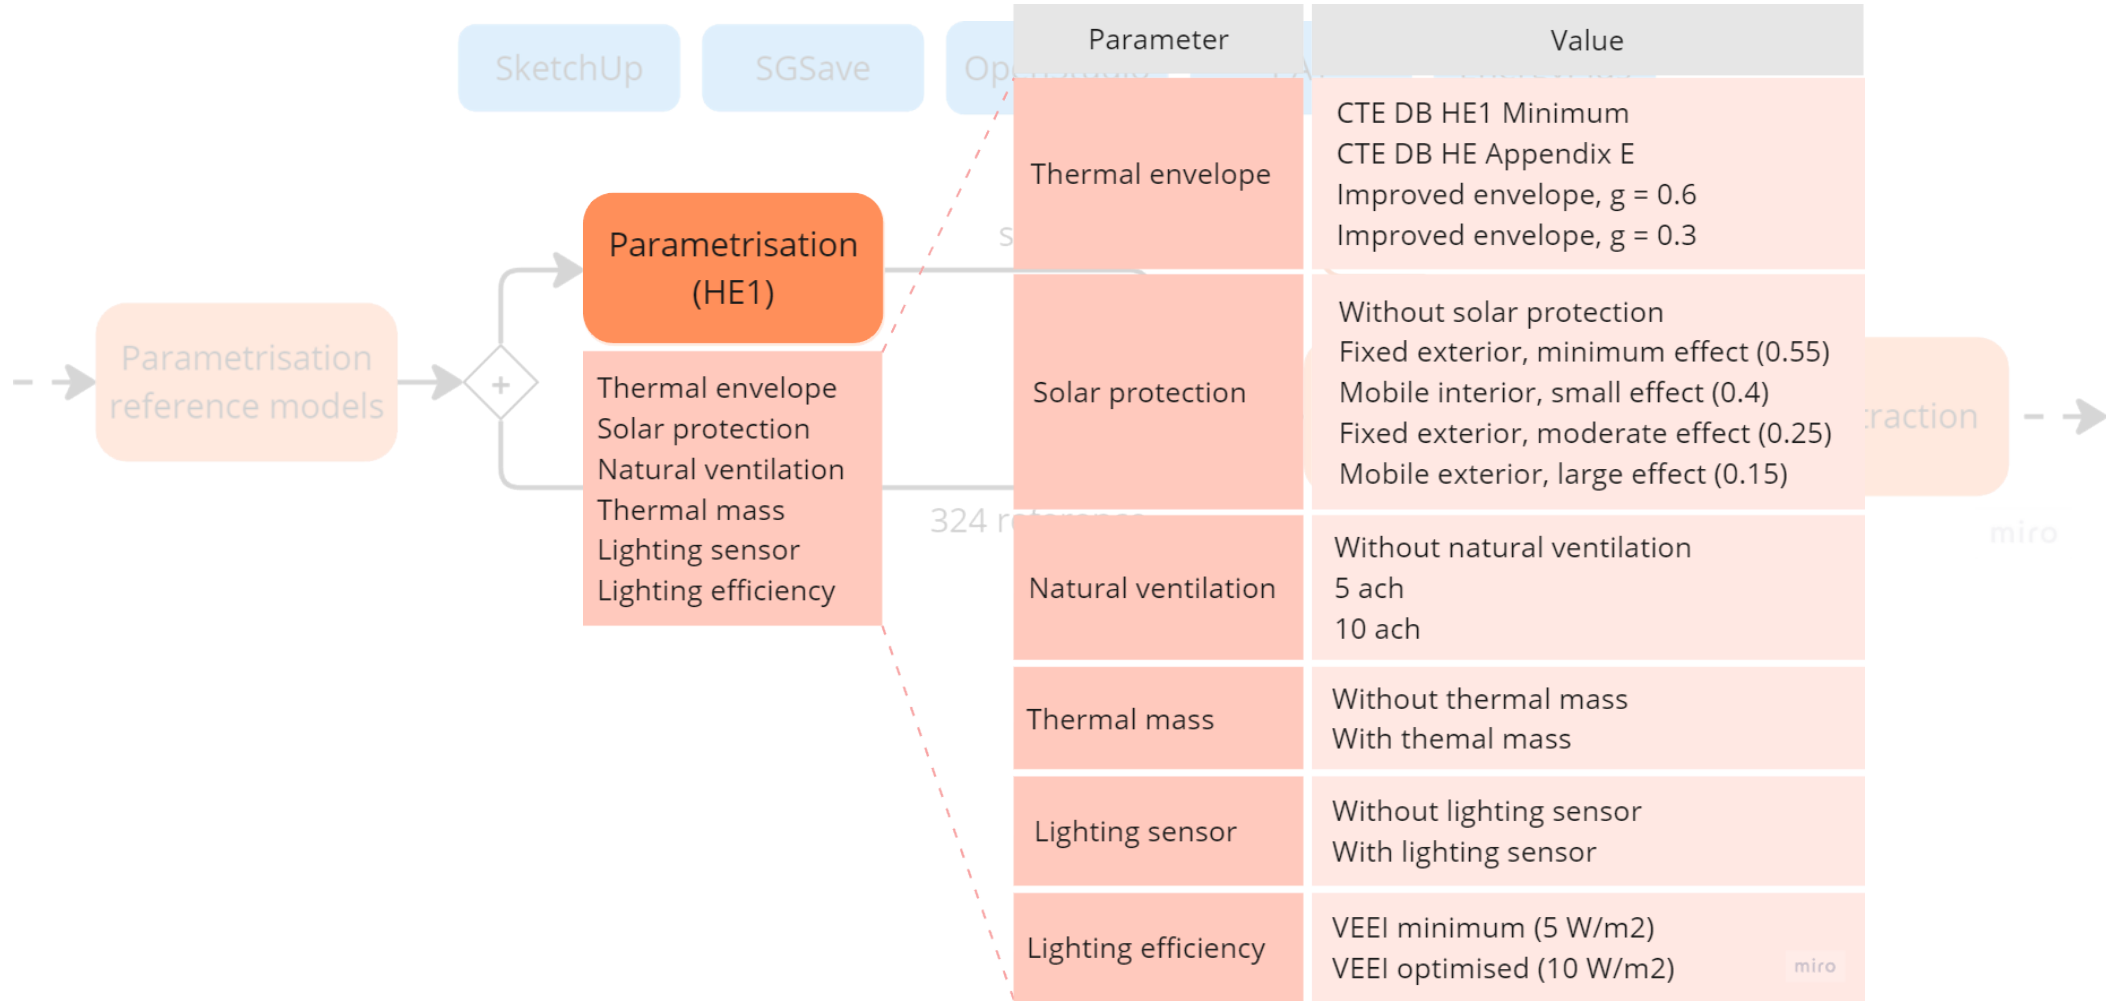 SketchUp
SGSave
Parametrisation
reference models
+
Parametrisation
(HE1)
Thermal envelope
Solar protection
Natural ventilation
Thermal mass
Lighting sensor
Lighting efficiency
324
Parameter
Value
Thermal envelope
CTE DB HE1 Minimum
CTE DB HE Appendix E
Improved envelope, g = 0.6
Improved envelope, g = 0.3
Solar protection
Without solar protection
Fixed exterior, minimum effect (0.55)
Mobile interior, small effect (0.4)
Fixed exterior, moderate effect (0.25)
Mobile exterior, large effect (0.15)
Natural ventilation
Without natural ventilation
5 ach
10 ach
Thermal mass
Without thermal mass
With themal mass
Lighting sensor
Without lighting sensor
With lighting sensor
Lighting efficiency
VEEI minimum (5 W/m2)
VEEI optimised (10 W/m2)
miro
raction
miro